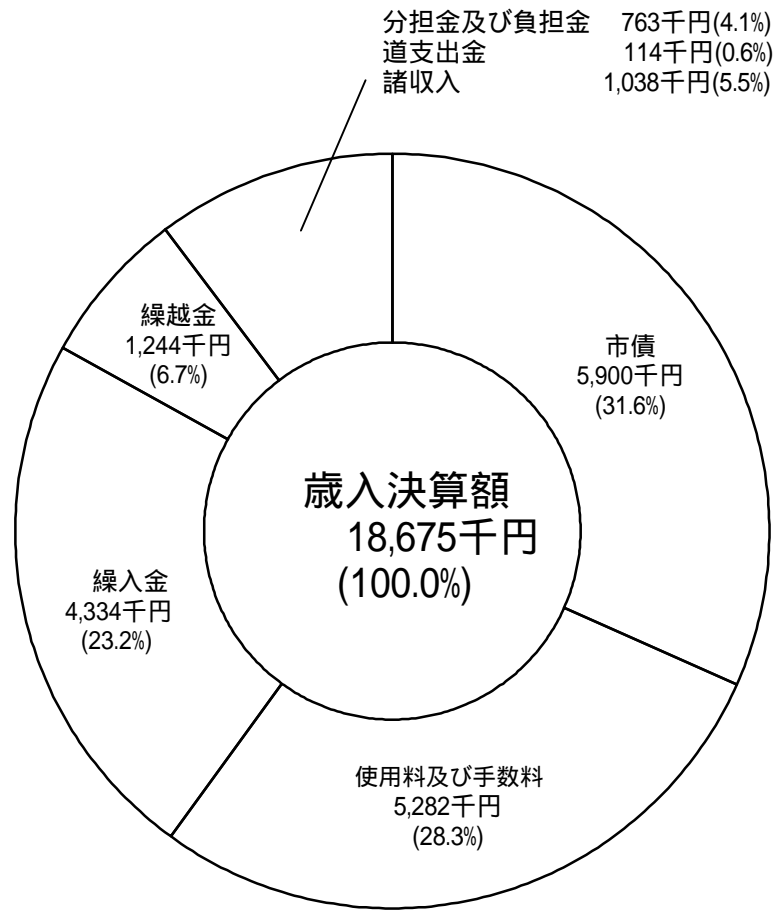 分担金及び負担金 763千円(4.1%)
道支出金 114千円(0.6%)
諸収入 1,038千円(5.5%)
繰越金
1,244千円
(6.7%)
市債
5,900千円
(31.6%)
歳入決算額
18,675千円
(100.0%)
繰入金
4,334千円
(23.2%)
使用料及び手数料
5,282千円
(28.3%)